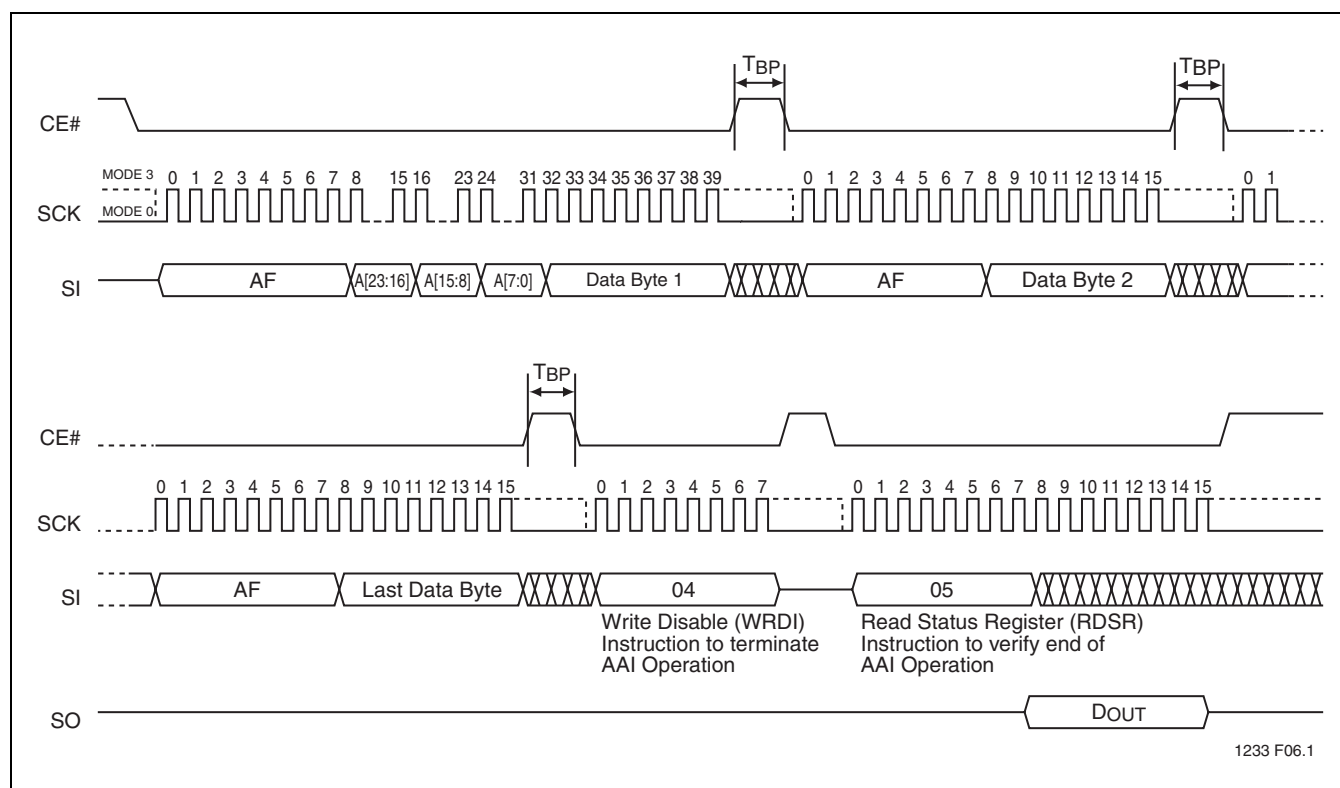 TBP TBP
CE#
MODE 3 0 1 2 3 4 5 6 7 8 15 16 23 24 31 32 33 34 35 36 37 38 39 0 1 2 3 4 5 6 7 8 9 10 11 12 13 14 15 0 1
SCK MODE 0
SI AF A[23:16] A[15:8] A[7:0] Data Byte 1 AF Data Byte 2
TBP
CE#
0 1 2 3 4 5 6 7 8 9 10 11 12 13 14 15 0 1 2 3 4 5 6 7 0 1 2 3 4 5 6 7 8 9 10 11 12 13 14 15
SCK
SI AF Last Data Byte 04 05
Write Disable (WRDI)
Instruction to terminate
AAI Operation
Read Status Register (RDSR)
Instruction to verify end of
AAI Operation
SO DOUT
1233 F06.1